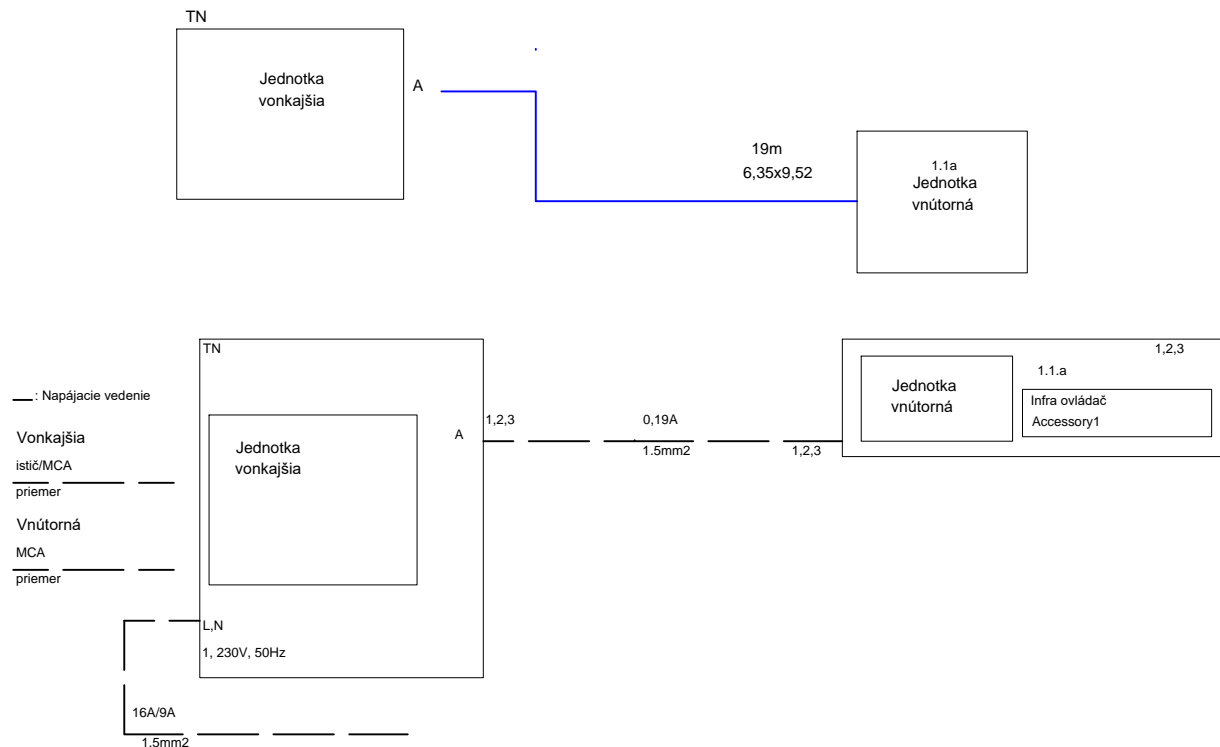 TN
Jednotka
vonkajšia
A
19m
6,35x9,52
1.1a
Jednotka
vnútorná
TN
Jednotka
vonkajšia
A
L,N
1, 230V, 50Hz
1,2,3
0,19A
1.5mm2
1,2,3
1,2,3
1.1.a
Jednotka
vnútorná
Infra ovládač
Accessory1
: Napájacie vedenie
Vonkajšia
istič/MCA
priemer
Vnútorná
MCA
priemer
16A/9A
1.5mm2